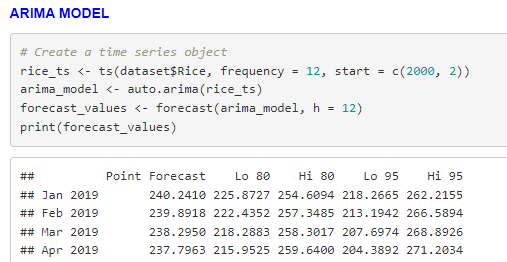 ARIMA MODEL
# Create a time series object
rice_ts <- ts(dataset$Rice, frequency = 12, start = c(2000, 2))
arima_model <- auto.arima(rice_ts)
forecast_values <- forecast(arima_model, h = 12)
print(forecast_values)
##          Point Forecast    Lo 80    Hi 80    Lo 95    Hi 95
## Jan 2019       240.2410 225.8727 254.6094 218.2665 262.2155
## Feb 2019       239.8918 222.4352 257.3485 213.1942 266.5894
## Mar 2019       238.2950 218.2883 258.3017 207.6974 268.8926
## Apr 2019       237.7963 215.9525 259.6400 204.3892 271.2034